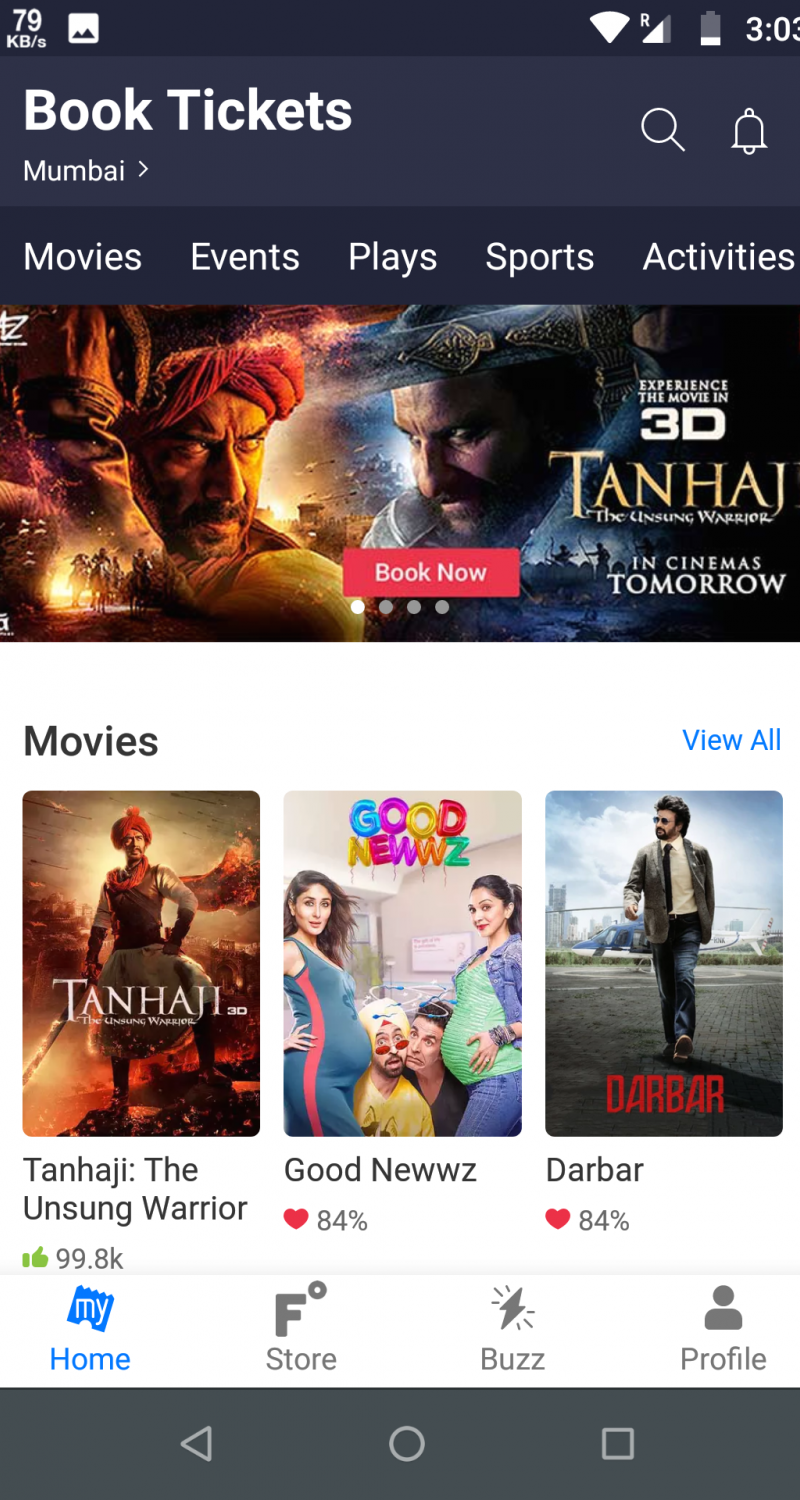 79
KB/s
R
3:03
Book Tickets
Mumbai
Movies Events Plays Sports Activities
EXPERIENCE
THE MOVIE IN
3D
TANHAJI
The Unsung Warrior
IN CINEMAS
TOMORROW
Book Now
Movies
View All
TANHAJI 3D
The Unsung Warrior
GOOD
NEWWZ
DARBAR
Tanhaji: The
Unsung Warrior
Good Newwz
Darbar
84%
84%
99.8k
my
Home
F
Store
Buzz
Profile